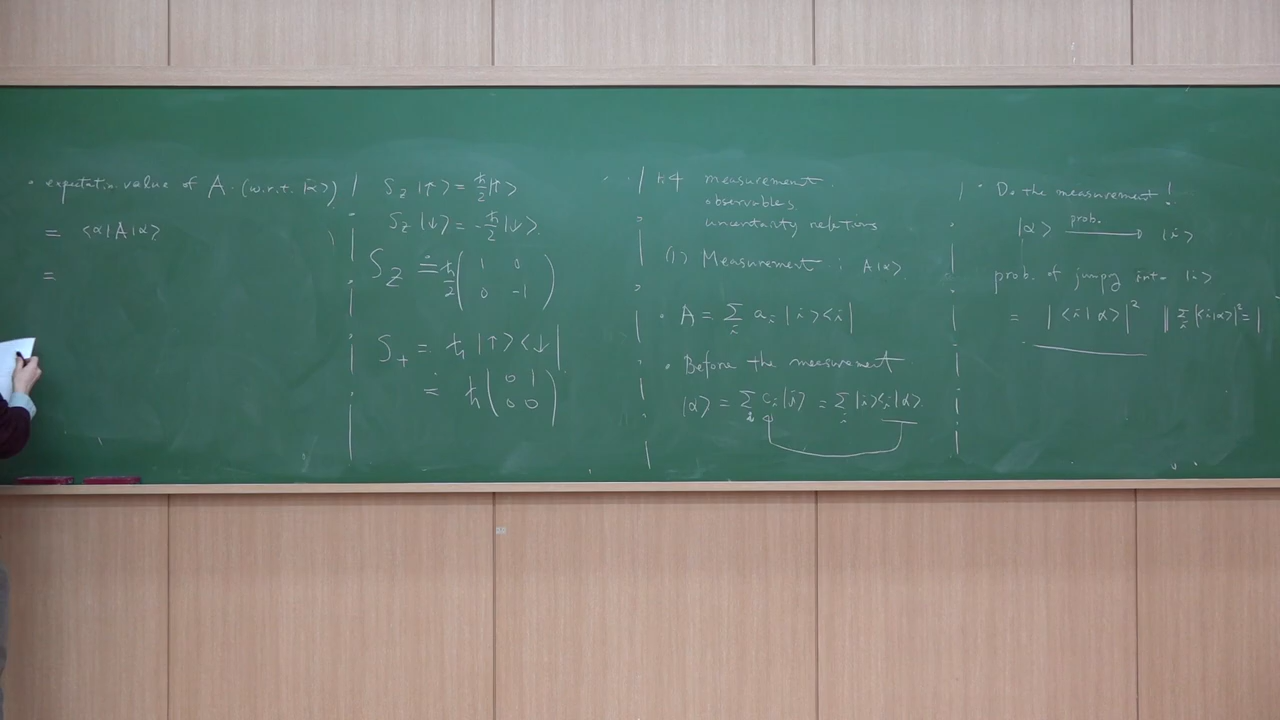 • expectation value of A. (w.r.t. |α>)
= <α|A|α>
=
S_z |↑> = ħ/2 |↑>
S_z |↓> = -ħ/2 |↓>.
S_z ≐ ħ/2 ( 1 0
0 -1 )
S_+ = ħ |↑><↓|
≐ ħ ( 0 1
0 0 )
1.4 measurement.
observables
uncertainty relations
(1) Measurement ; A|α>
• A = Σ_i a_i |i><i|
• Before the measurement
|α> = Σ_i c_i |i> = Σ_i |i><i|α>.
• Do the measurement!
|α> prob. → |i>
prob. of jumping into |i>
= |<i|α>|² ‖ Σ_i |<i|α>|² = 1